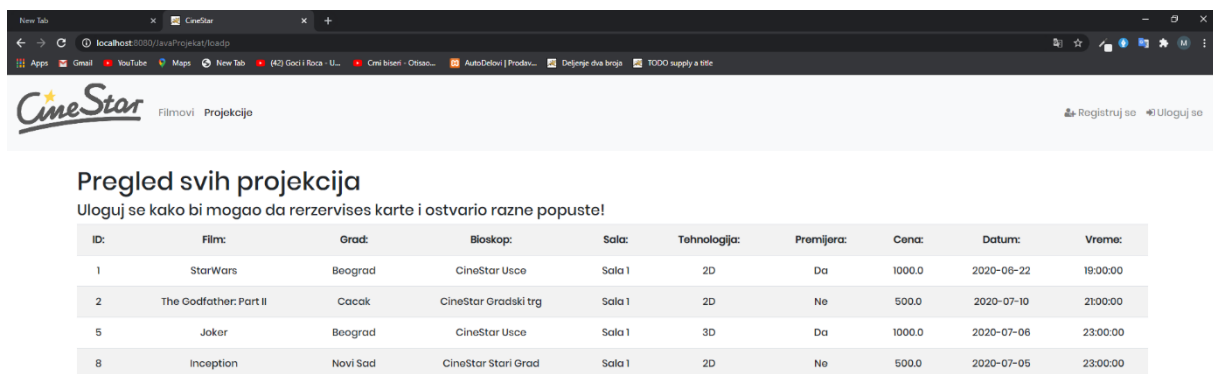 New Tab
CineStar
localhost:8080/JavaProjekat/loadp
M
Apps Gmail YouTube Maps New Tab (42) Goci i Roca - U... Crni biseri - Otisao... AutoDelovi | Prodav... Deljenje dva broja TODO supply a title
CineStar Filmovi Projekcije Registruj se Uloguj se
Pregled svih projekcija
Uloguj se kako bi mogao da rerzervises karte i ostvario razne popuste!
ID: Film: Grad: Bioskop: Sala: Tehnologija: Premijera: Cena: Datum: Vreme:
1 StarWars Beograd CineStar Usce Sala 1 2D Da 1000.0 2020-06-22 19:00:00
2 The Godfather: Part II Cacak CineStar Gradski trg Sala 1 2D Ne 500.0 2020-07-10 21:00:00
5 Joker Beograd CineStar Usce Sala 1 3D Da 1000.0 2020-07-06 23:00:00
8 Inception Novi Sad CineStar Stari Grad Sala 1 2D Ne 500.0 2020-07-05 23:00:00